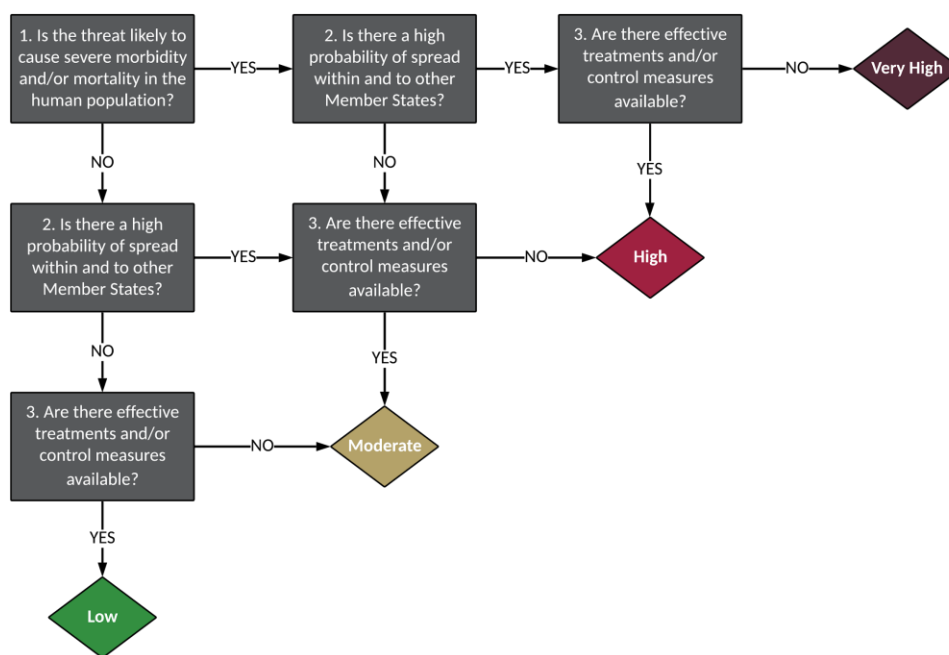 1. Is the threat likely to
cause severe morbidity
and/or mortality in the
human population?
YES
2. Is there a high
probability of spread
within and to other
Member States?
YES
3. Are there effective
treatments and/or
control measures
available?
NO
Very High
NO
NO
YES
2. Is there a high
probability of spread
within and to other
Member States?
YES
3. Are there effective
treatments and/or
control measures
available?
NO
High
NO
YES
3. Are there effective
treatments and/or
control measures
available?
NO
Moderate
YES
Low